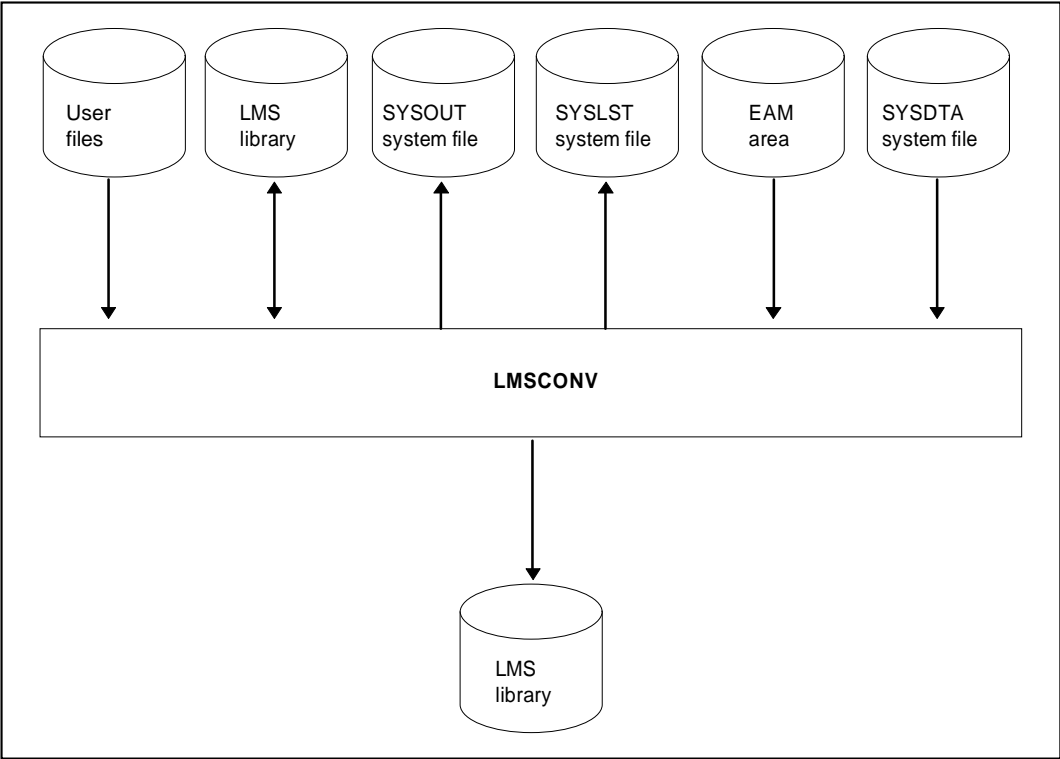 User
files
LMS
library
SYSOUT
system file
SYSLST
system file
EAM
area
SYSDTA
system file
LMSCONV
LMS
library